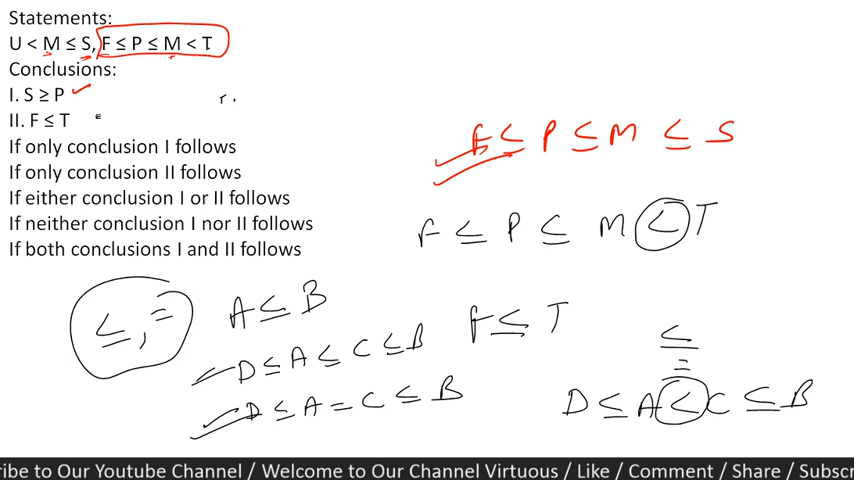 Statements:
U < M ≤ S, F ≤ P ≤ M < T
Conclusions:
I. S ≥ P
II. F ≤ T
If only conclusion I follows
If only conclusion II follows
If either conclusion I or II follows
If neither conclusion I nor II follows
If both conclusions I and II follows
F ≤ P ≤ M ≤ S
F ≤ P ≤ M < T
≤, =
A ≤ B
D ≤ A ≤ C ≤ B
D ≤ A = C ≤ B
F ≤ T
≤
=
D ≤ A < C ≤ B
ribe to Our Youtube Channel / Welcome to Our Channel Virtuous / Like / Comment / Share / Subscr